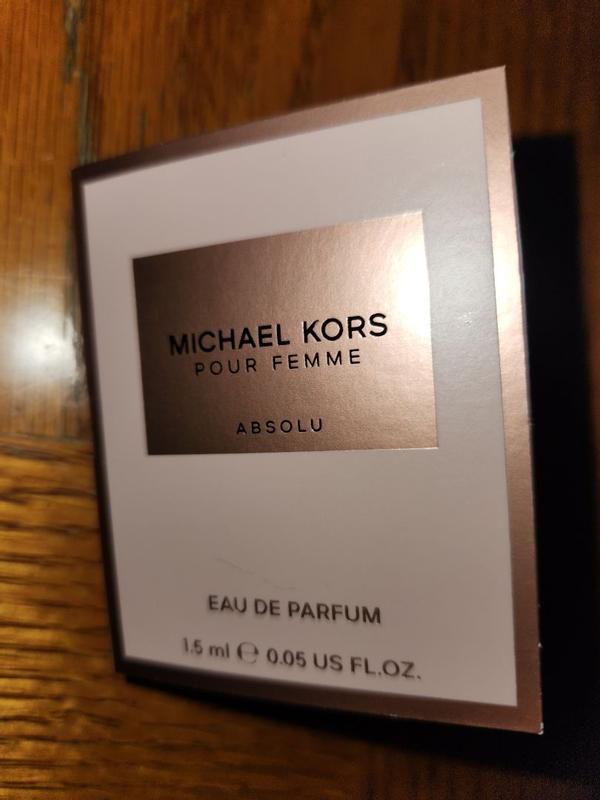 MICHAEL KORS
POUR FEMME
ABSOLU
EAU DE PARFUM
1.5 ml ℮ 0.05 US FL.OZ.